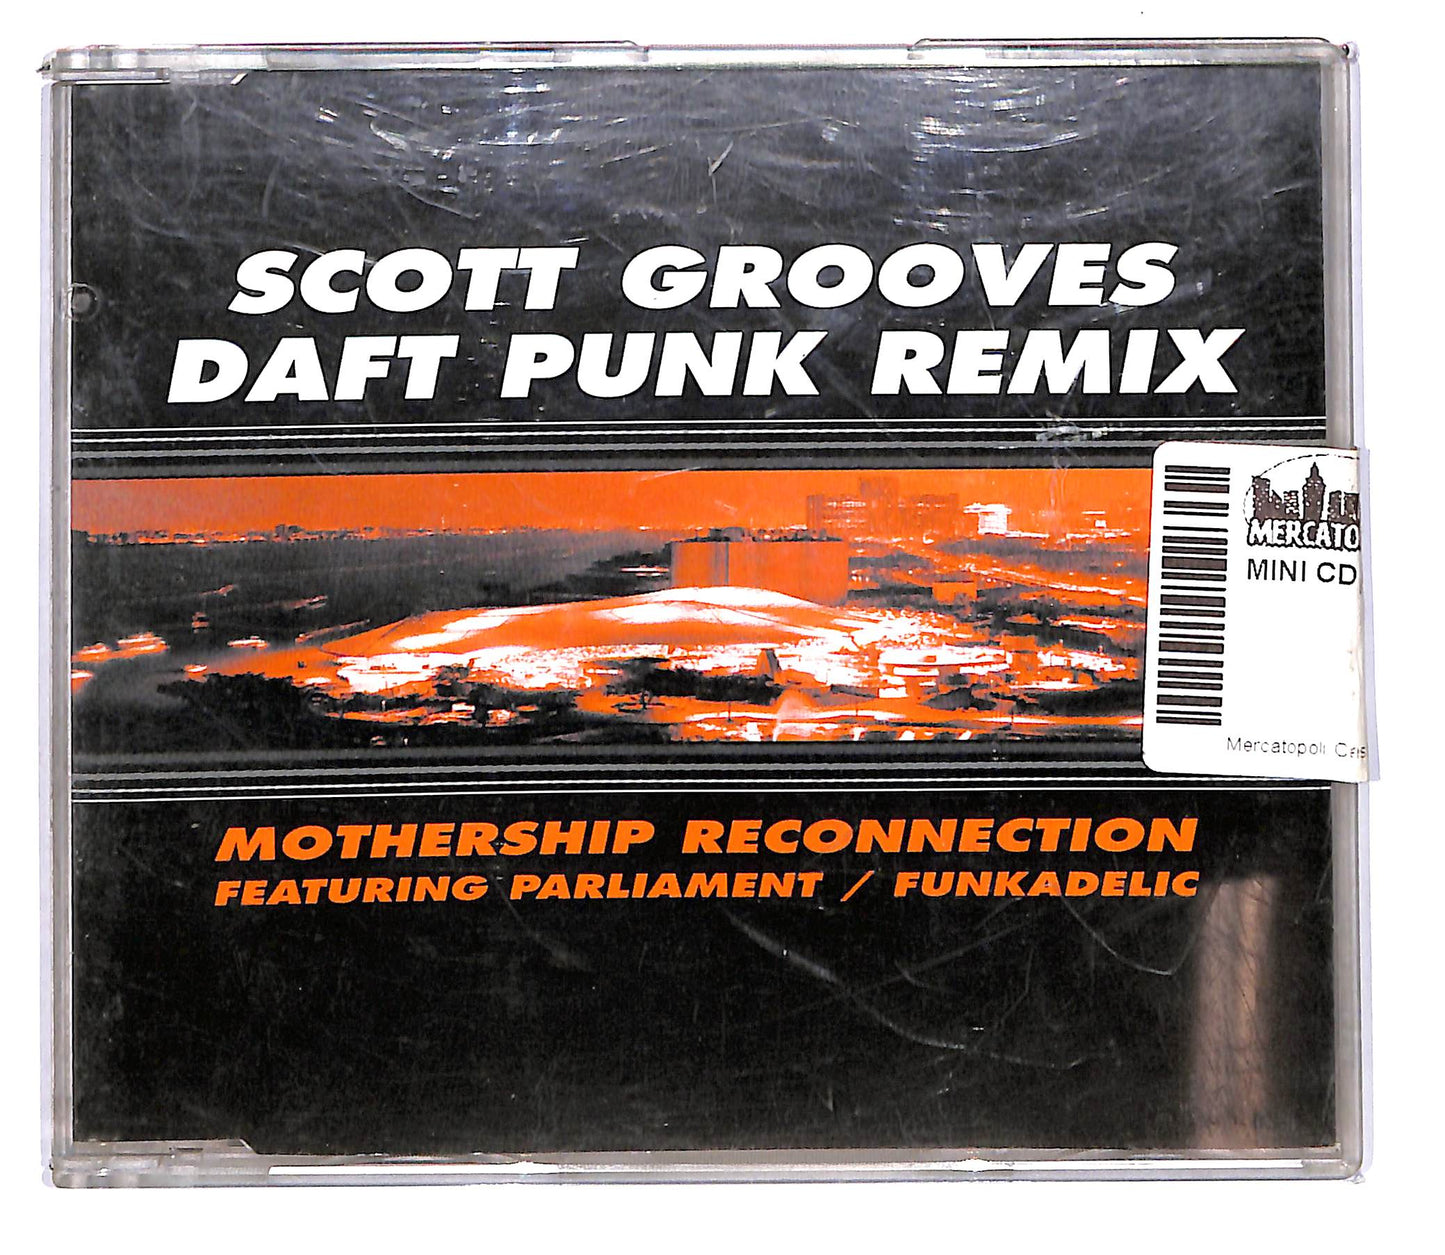 SCOTT GROOVES
DAFT PUNK REMIX
MERCATO
MINI CD
Mercatopoli
MOTHERSHIP RECONNECTION
FEATURING PARLIAMENT / FUNKADELIC